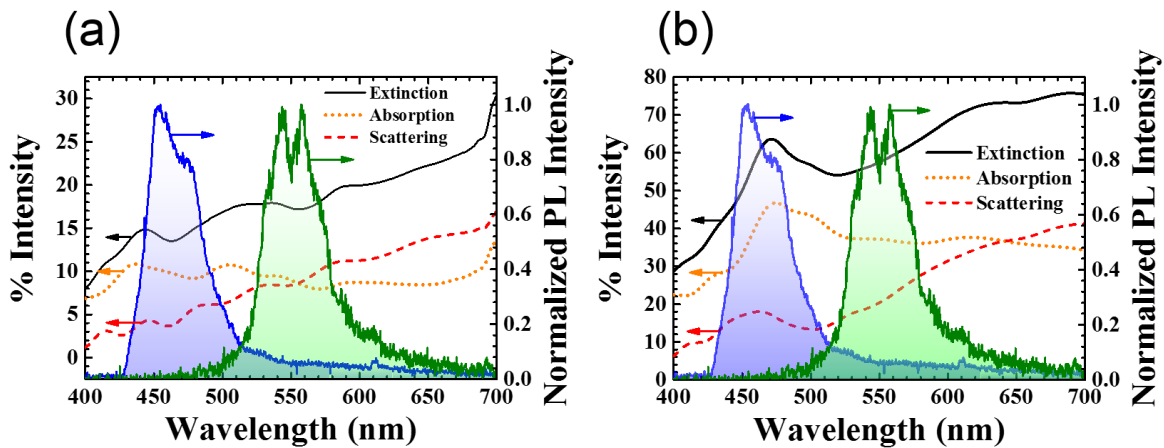 (a)
30
25
20
15
10
5
0
% Intensity
400 450 500 550 600 650 700
Wavelength (nm)
1.0
0.8
0.6
0.4
0.2
0.0
Normalized PL Intensity
Extinction
Absorption
Scattering
(b)
80
70
60
50
40
30
20
10
0
% Intensity
400 450 500 550 600 650 700
Wavelength (nm)
1.0
0.8
0.6
0.4
0.2
0.0
Normalized PL Intensity
Extinction
Absorption
Scattering